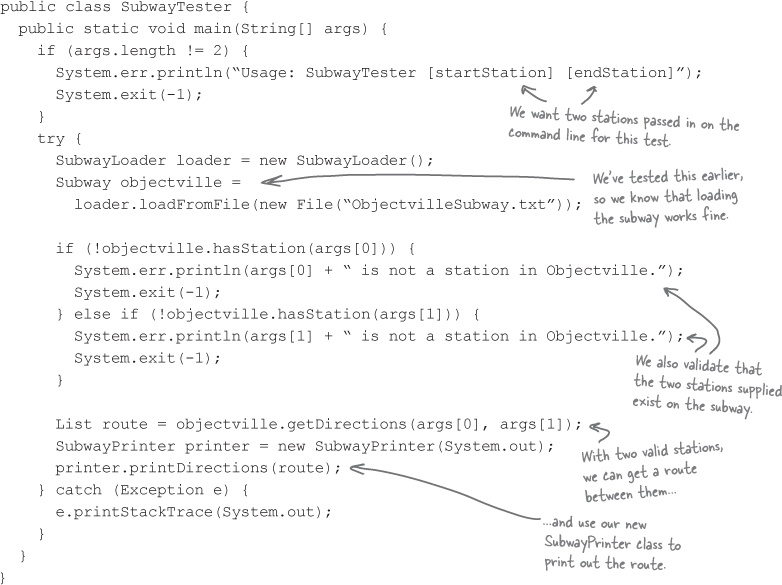 public class SubwayTester {
public static void main(String[] args) {
if (args.length != 2) {
System.err.println(“Usage: SubwayTester [startStation] [endStation]”);
System.exit(-1);
}
We want two stations passed in on the
command line for this test.
try {
SubwayLoader loader = new SubwayLoader();
Subway objectville =
loader.loadFromFile(new File(“ObjectvilleSubway.txt”));
We’ve tested this earlier,
so we know that loading
the subway works fine.
if (!objectville.hasStation(args[0])) {
System.err.println(args[0] + “ is not a station in Objectville.”);
System.exit(-1);
} else if (!objectville.hasStation(args[1])) {
System.err.println(args[1] + “ is not a station in Objectville.”);
System.exit(-1);
}
We also validate that
the two stations supplied
exist on the subway.
List route = objectville.getDirections(args[0], args[1]);
SubwayPrinter printer = new SubwayPrinter(System.out);
printer.printDirections(route);
With two valid stations,
we can get a route
between them...
} catch (Exception e) {
e.printStackTrace(System.out);
}
...and use our new
SubwayPrinter class to
print out the route.
}
}